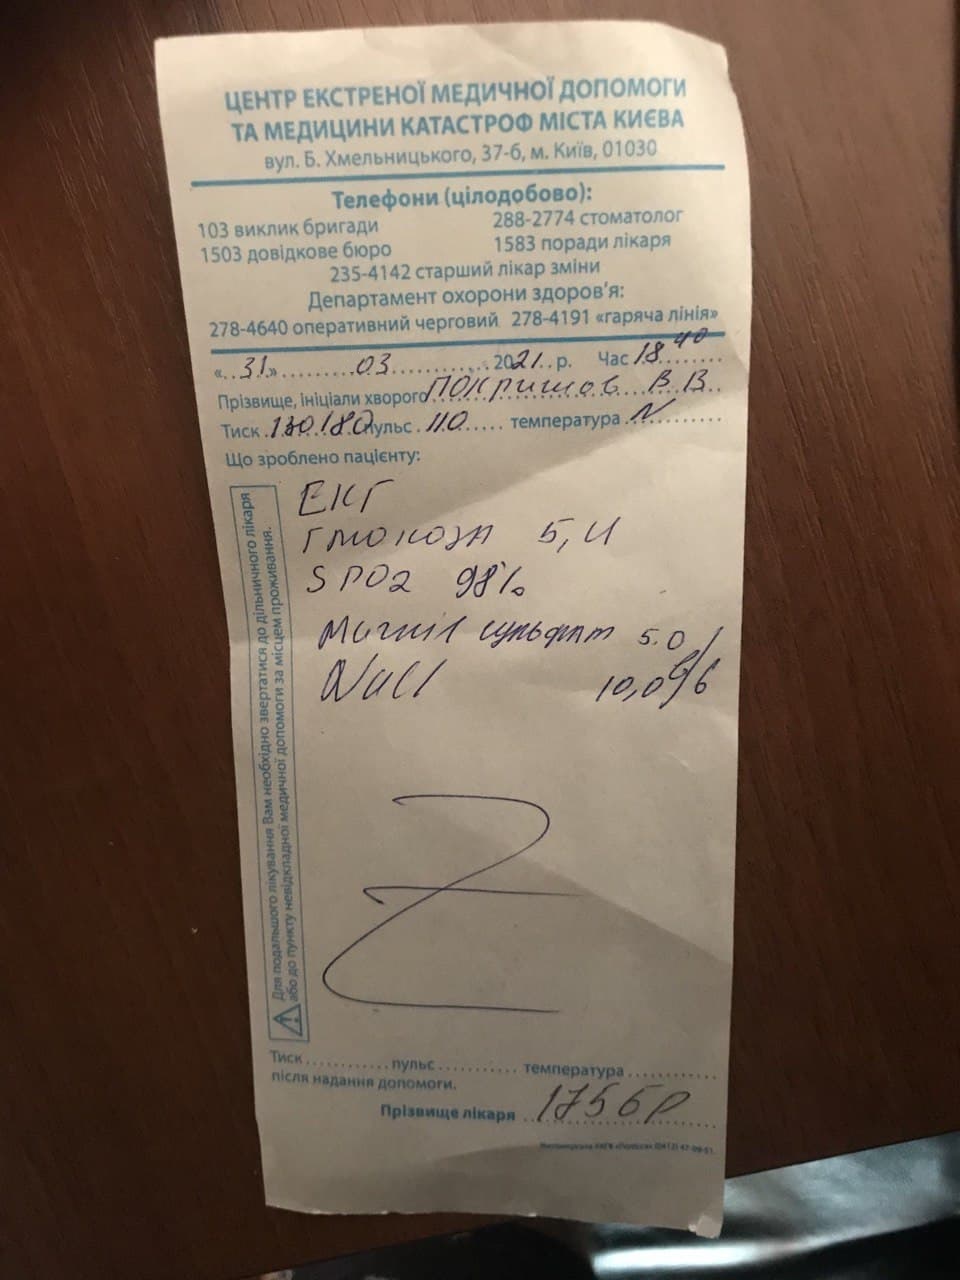 ЦЕНТР ЕКСТРЕНОЇ МЕДИЧНОЇ ДОПОМОГИ
ТА МЕДИЦИНИ КАТАСТРОФ МІСТА КИЄВА
вул. Б. Хмельницького, 37-б, м. Київ, 01030
Телефони (цілодобово):
103 виклик бригади 288-2774 стоматолог
1503 довідкове бюро 1583 поради лікаря
235-4142 старший лікар зміни
Департамент охорони здоров'я:
278-4640 оперативний черговий 278-4191 «гаряча лінія»
«31» 03 2021 р. Час 18 40
Прізвище, ініціали хворого Покришов В В
Тиск 130/80 пульс 110 температура N
Що зроблено пацієнту:
ЕКГ
Глюкоза 5,4
SPO2 98%
Магнія сульфат 5.0
NaCl 10,0 в/в
Для подальшого лікування Вам необхідно звертатися до дільничного лікаря
або до пункту невідкладної медичної допомоги за місцем проживання.
Тиск пульс температура
після надання допомоги.
Прізвище лікаря 1756р